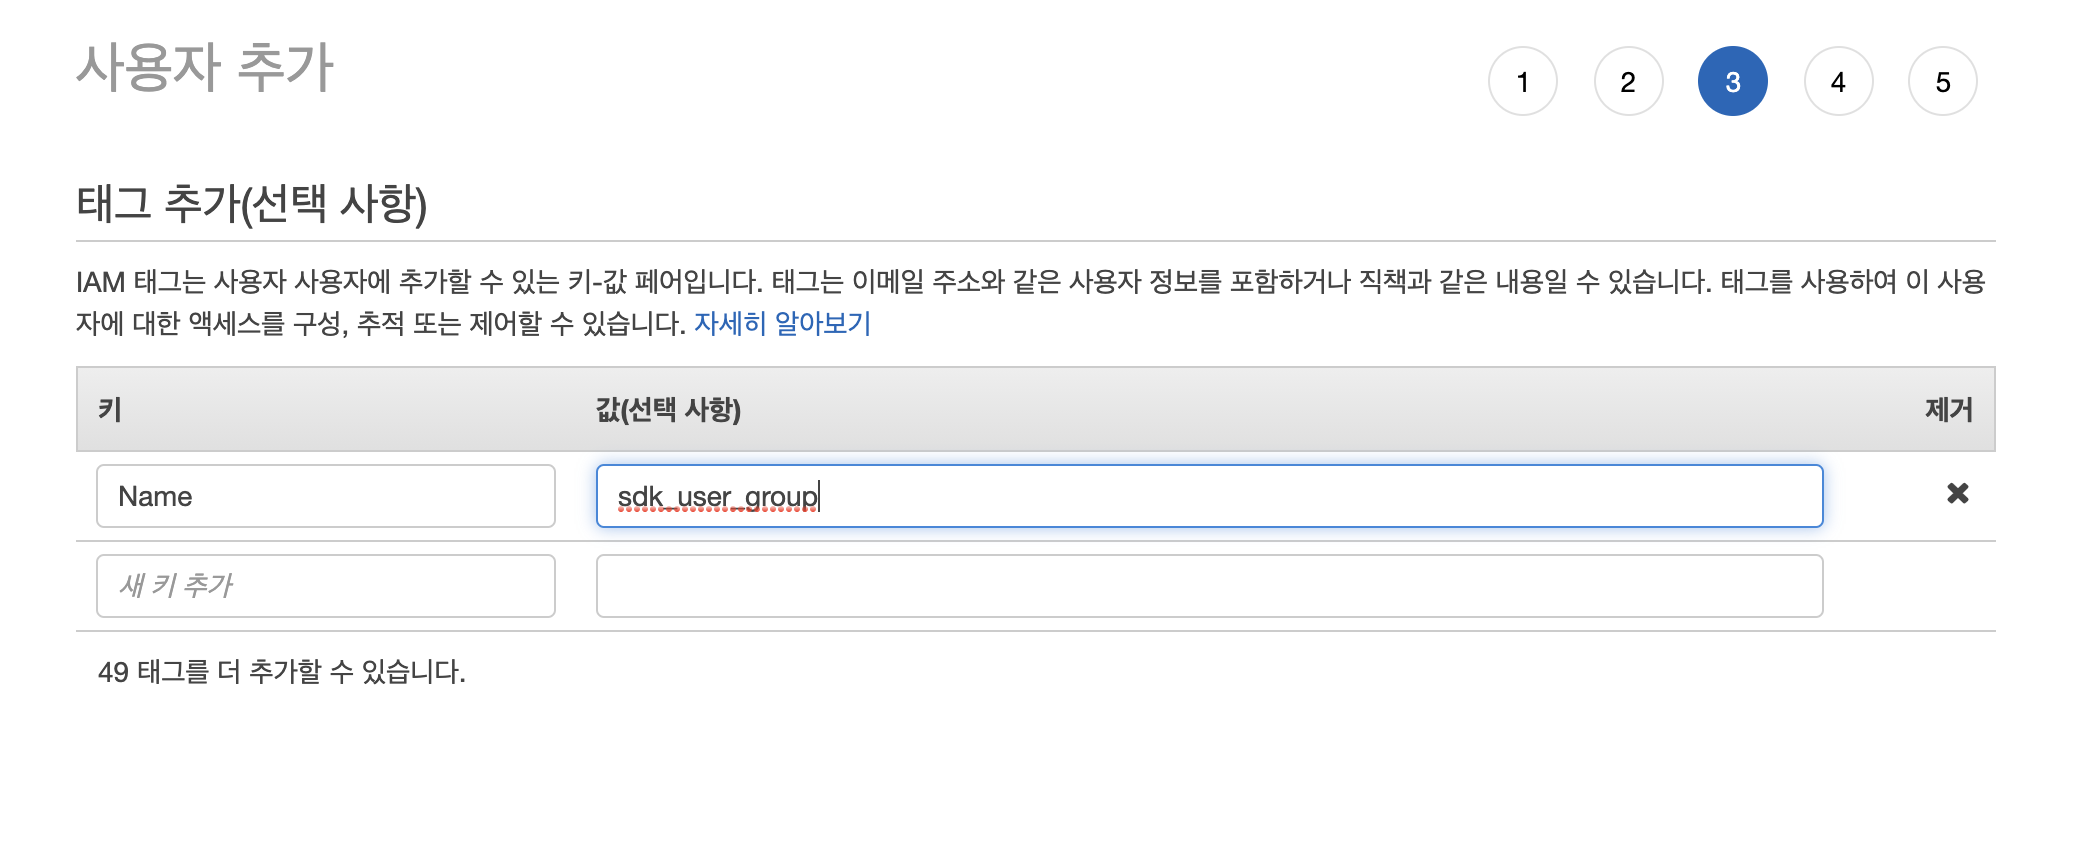 사용자 추가
1 2 3 4 5
태그 추가(선택 사항)
IAM 태그는 사용자 사용자에 추가할 수 있는 키-값 페어입니다. 태그는 이메일 주소와 같은 사용자 정보를 포함하거나 직책과 같은 내용일 수 있습니다. 태그를 사용하여 이 사용
자에 대한 액세스를 구성, 추적 또는 제어할 수 있습니다. 자세히 알아보기
키 값(선택 사항) 제거
Name sdk_user_group
새 키 추가
49 태그를 더 추가할 수 있습니다.